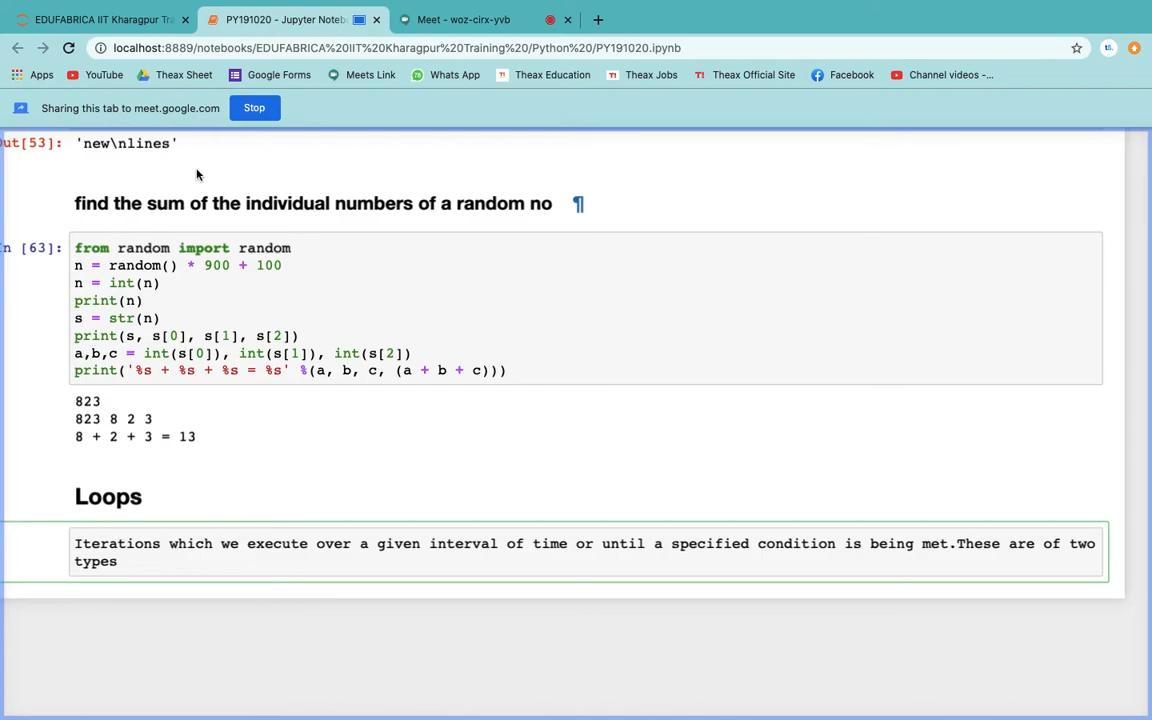 EDUFABRICA IIT Kharagpur Tra
PY191020 - Jupyter Noteb
Meet - woz-cirx-yvb
localhost:8889/notebooks/EDUFABRICA%20IIT%20Kharagpur%20Training%20/Python%20/PY191020.ipynb
Apps
YouTube
Theax Sheet
Google Forms
Meets Link
Whats App
Theax Education
Theax Jobs
Theax Official Site
Facebook
Channel videos -...
Sharing this tab to meet.google.com
Stop
Out[53]: 'new\nlines'
find the sum of the individual numbers of a random no ¶
In [63]: from random import random
n = random() * 900 + 100
n = int(n)
print(n)
s = str(n)
print(s, s[0], s[1], s[2])
a,b,c = int(s[0]), int(s[1]), int(s[2])
print('%s + %s + %s = %s' %(a, b, c, (a + b + c)))
823
823 8 2 3
8 + 2 + 3 = 13
Loops
Iterations which we execute over a given interval of time or until a specified condition is being met.These are of two
types